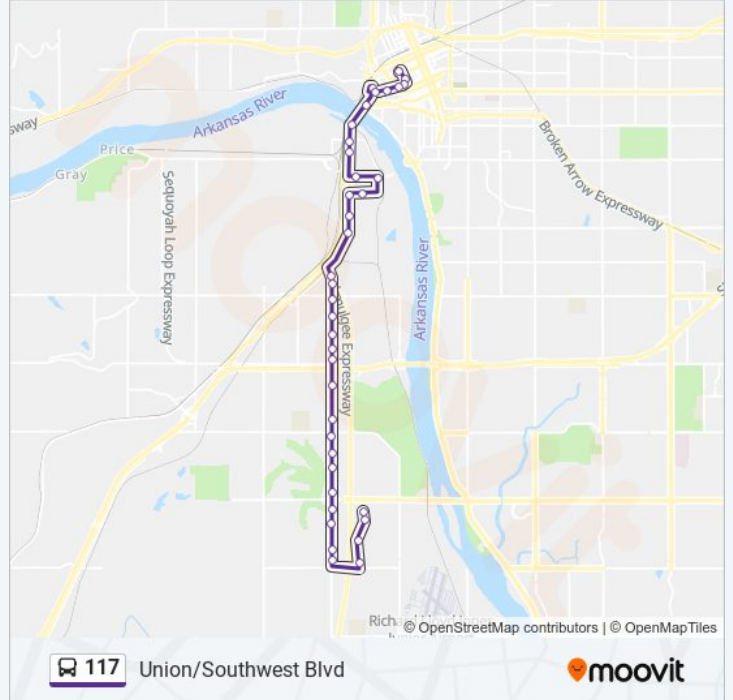 Arkansas River
sway
Price
Gray
Broken Arrow Expressway
Sequoyah Loop Expressway
Arkansas River
Expressway
© OpenStreetMap contributors | © OpenMapTiles
117 Union/Southwest Blvd
moovit